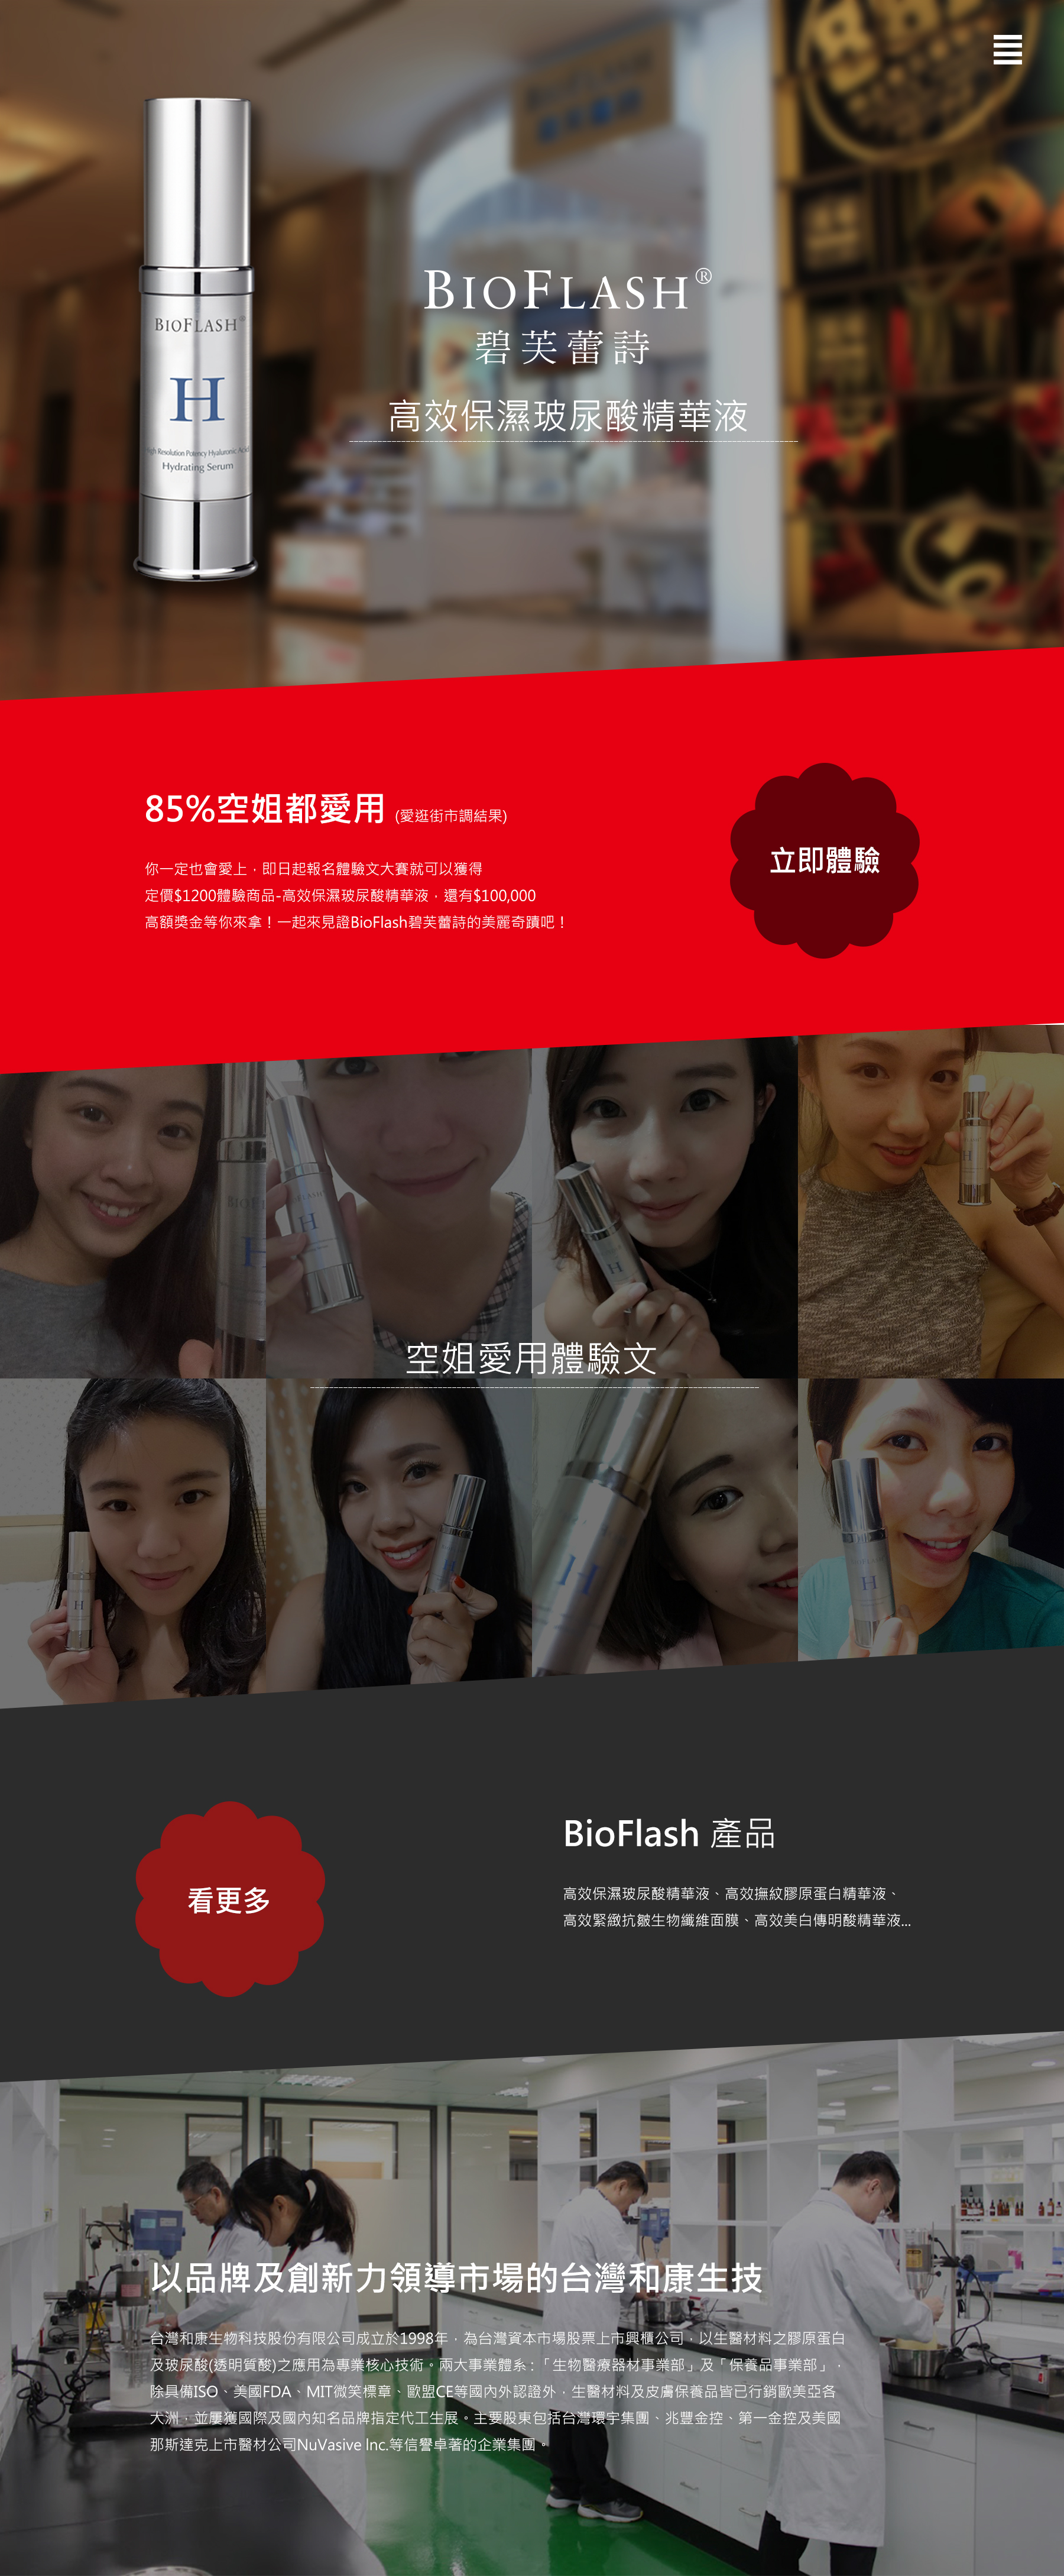 BIOFLASH®
碧芙蕾詩
高效保濕玻尿酸精華液
BIOFLASH®
H
High Resolution Potency Hyaluronic Acid
Hydrating Serum
85%空姐都愛用 (愛逛街市調結果)
你一定也會愛上，即日起報名體驗文大賽就可以獲得
定價$1200體驗商品-高效保濕玻尿酸精華液，還有$100,000
高額獎金等你來拿！一起來見證BioFlash碧芙蕾詩的美麗奇蹟吧！
立即體驗
空姐愛用體驗文
看更多
BioFlash 產品
高效保濕玻尿酸精華液、高效撫紋膠原蛋白精華液、
高效緊緻抗皺生物纖維面膜、高效美白傳明酸精華液...
以品牌及創新力領導市場的台灣和康生技
台灣和康生物科技股份有限公司成立於1998年，為台灣資本市場股票上市興櫃公司，以生醫材料之膠原蛋白
及玻尿酸(透明質酸)之應用為專業核心技術。兩大事業體系：「生物醫療器材事業部」及「保養品事業部」，
除具備ISO、美國FDA、MIT微笑標章、歐盟CE等國內外認證外，生醫材料及皮膚保養品皆已行銷歐美亞各
大洲，並屢獲國際及國內知名品牌指定代工生展。主要股東包括台灣環宇集團、兆豐金控、第一金控及美國
那斯達克上市醫材公司NuVasive Inc.等信譽卓著的企業集團。